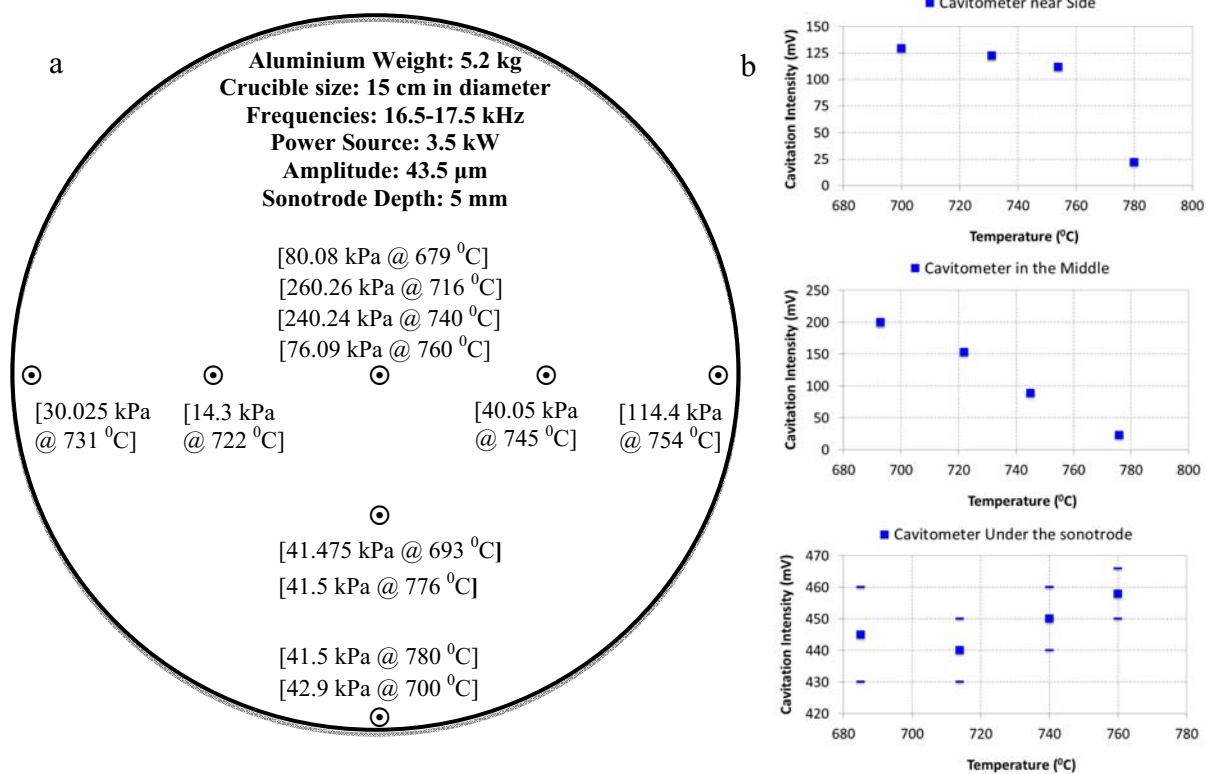 a
Aluminium Weight: 5.2 kg
Crucible size: 15 cm in diameter
Frequencies: 16.5-17.5 kHz
Power Source: 3.5 kW
Amplitude: 43.5 µm
Sonotrode Depth: 5 mm
[80.08 kPa @ 679 ⁰C]
[260.26 kPa @ 716 ⁰C]
[240.24 kPa @ 740 ⁰C]
[76.09 kPa @ 760 ⁰C]
[30.025 kPa
@ 731 ⁰C]
[14.3 kPa
@ 722 ⁰C]
[40.05 kPa
@ 745 ⁰C]
[114.4 kPa
@ 754 ⁰C]
[41.475 kPa @ 693 ⁰C]
[41.5 kPa @ 776 ⁰C]
[41.5 kPa @ 780 ⁰C]
[42.9 kPa @ 700 ⁰C]
b
Cavitometer near Side
Cavitation Intensity (mV)
150
125
100
75
50
25
0
680 700 720 740 760 780 800
Temperature (⁰C)
Cavitometer in the Middle
Cavitation Intensity (mV)
250
200
150
100
50
0
680 700 720 740 760 780 800
Temperature (⁰C)
Cavitometer Under the sonotrode
Cavitation Intensity (mV)
470
460
450
440
430
420
680 700 720 740 760 780
Temperature (⁰C)